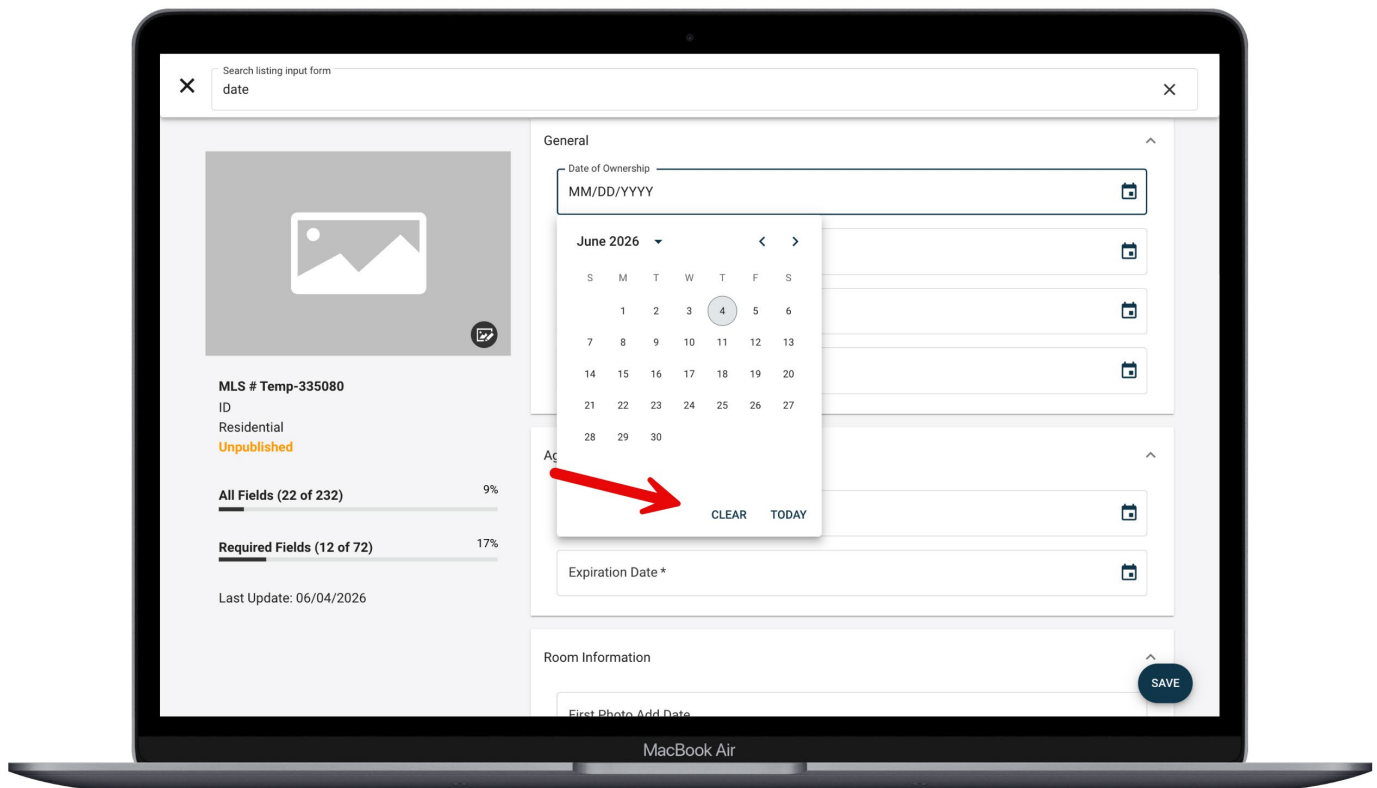 Search listing input form
date
General
Date of Ownership
MM/DD/YYYY
June 2026
S M T W T F S
1 2 3 4 5 6
7 8 9 10 11 12 13
14 15 16 17 18 19 20
21 22 23 24 25 26 27
28 29 30
CLEAR TODAY
MLS # Temp-335080
ID
Residential
Unpublished
All Fields (22 of 232) 9%
Required Fields (12 of 72) 17%
Last Update: 06/04/2026
Expiration Date *
Room Information
First Photo Add Date
SAVE
MacBook Air